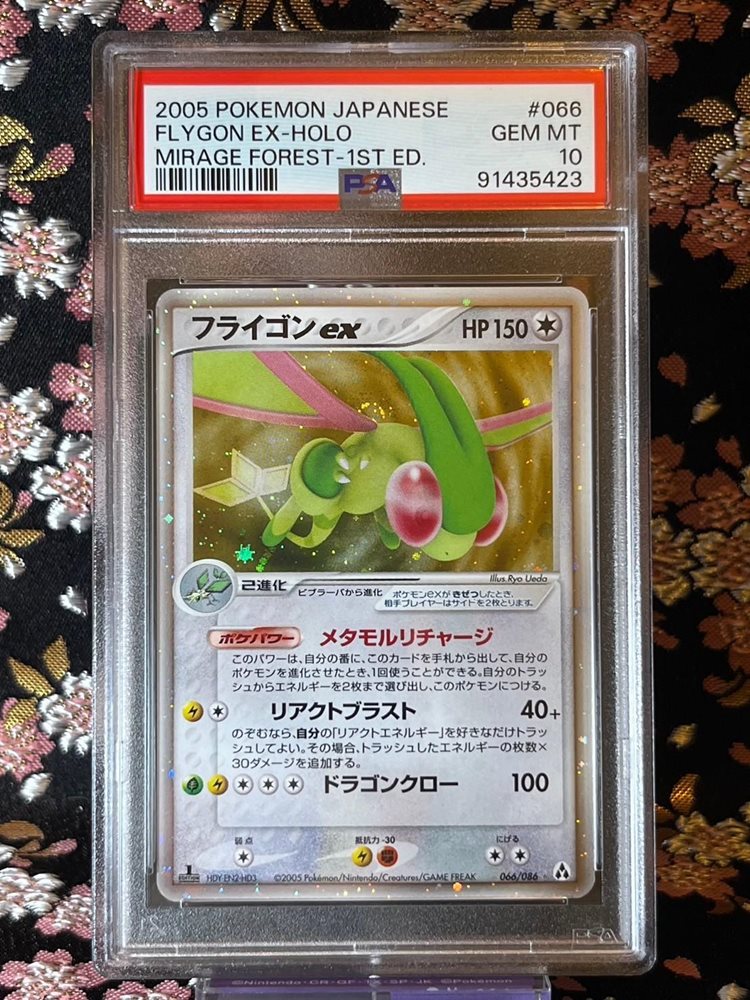 2005 POKEMON JAPANESE #066
FLYGON EX-HOLO GEM MT
MIRAGE FOREST-1ST ED. 10
PSA 91435423
フライゴンex HP150
2進化
ビブラーバから進化
Illus.Ryo Ueda
ポケモンexがきぜつしたとき、
相手プレイヤーはサイドを2枚とります。
ポケパワー メタモルリチャージ
このパワーは、自分の番に、このカードを手札から出して、自分の
ポケモンを進化させたとき、1回使うことができる。自分のトラッ
シュからエネルギーを2枚まで選び出し、このポケモンにつける。
リアクトブラスト 40+
のぞむなら、自分の「リアクトエネルギー」を好きなだけトラッ
シュしてよい。その場合、トラッシュしたエネルギーの枚数×
30ダメージを追加する。
ドラゴンクロー 100
弱点 抵抗力 -30 にげる
1 EDITION
©2005 Pokémon/Nintendo/Creatures/GAME FREAK 066/086
PSA